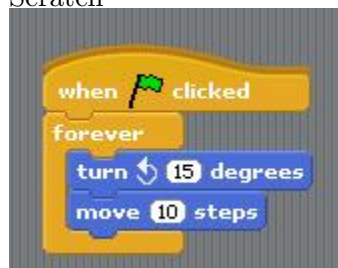 Scratch
when clicked
forever
turn 15 degrees
move 10 steps